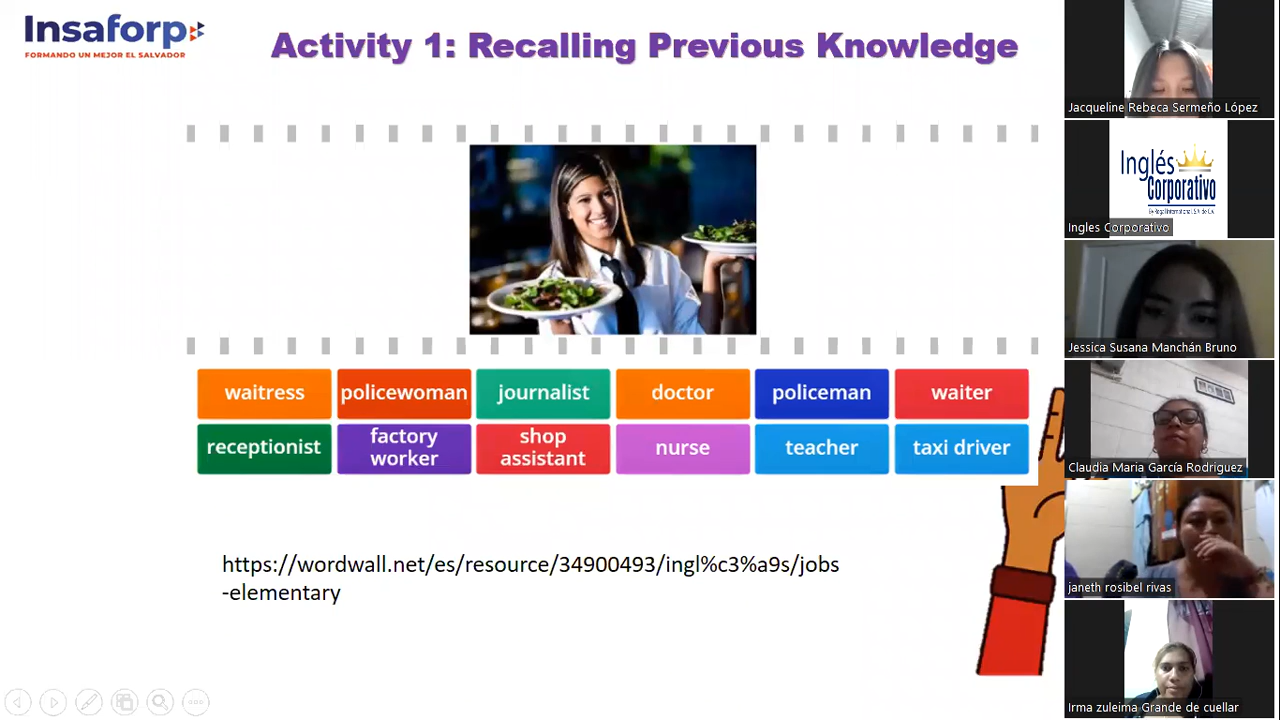 Insaforp
FORMANDO UN MEJOR EL SALVADOR
Activity 1: Recalling Previous Knowledge
waitress
policewoman
journalist
doctor
policeman
waiter
receptionist
factory
worker
shop
assistant
nurse
teacher
taxi driver
https://wordwall.net/es/resource/34900493/ingl%c3%a9s/jobs
-elementary
Jacqueline Rebeca Sermeño López
Inglés
Corporativo
Ingles Corporativo
Jessica Susana Manchán Bruno
Claudia Maria García Rodriguez
janeth rosibel rivas
Irma zuleima Grande de cuellar